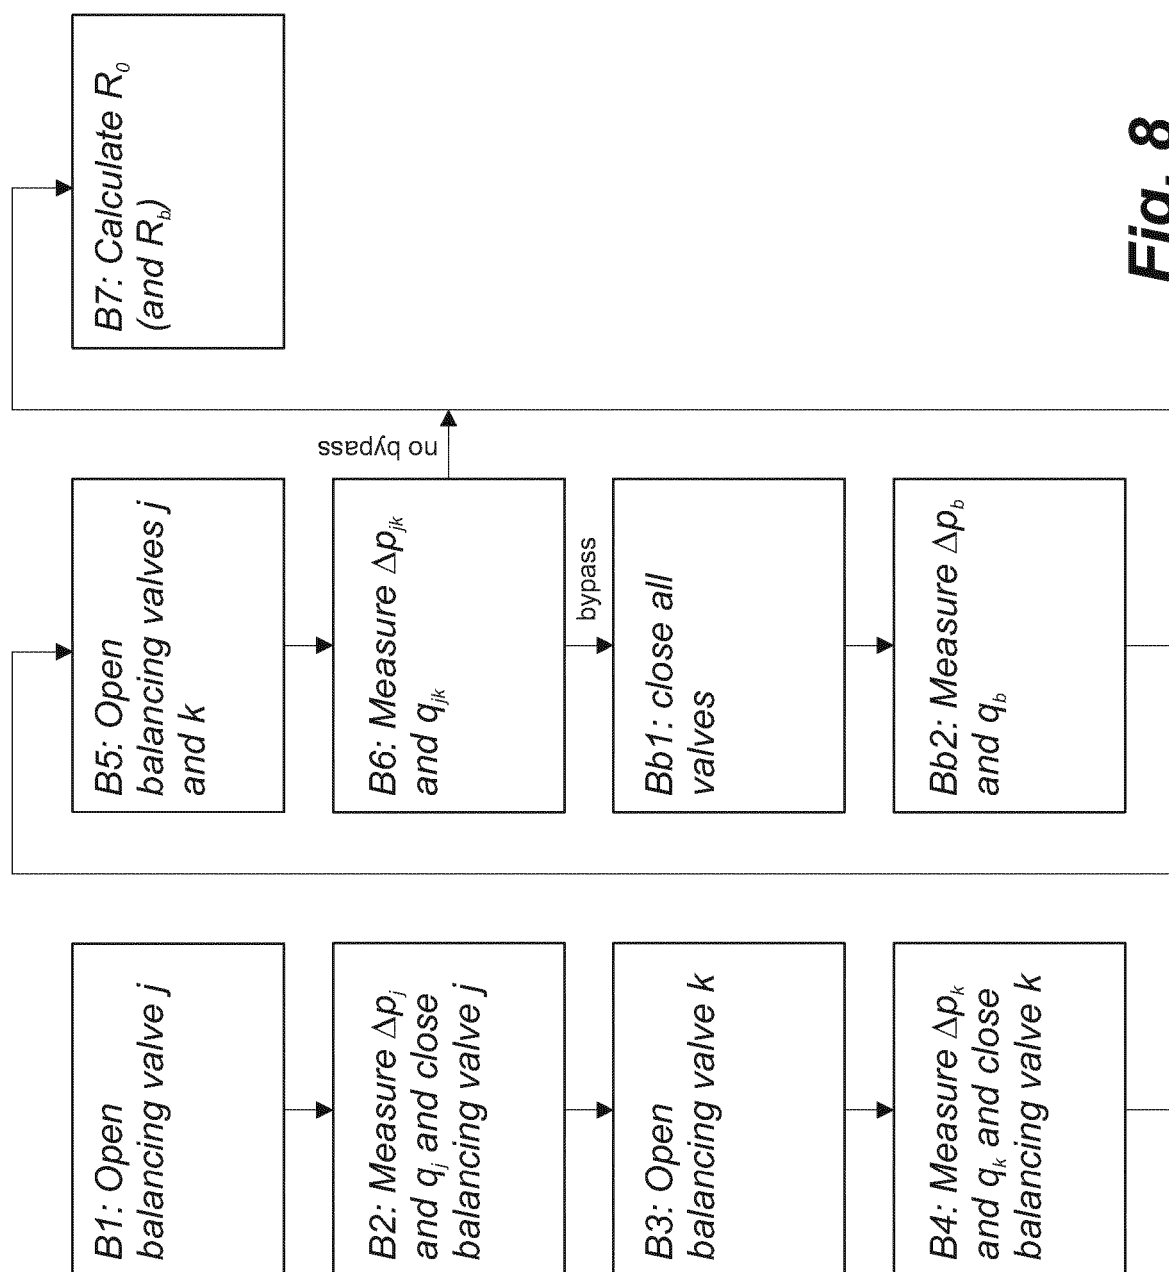 B1: Open
balancing valve j
B2: Measure Δpj
and qj and close
balancing valve j
B3: Open
balancing valve k
B4: Measure Δpk
and qk and close
balancing valve k
B5: Open
balancing valves j
and k
B6: Measure Δpjk
and qjk
no bypass
bypass
Bb1: close all
valves
Bb2: Measure Δpb
and qb
B7: Calculate R0
(and Rb)
Fig. 8